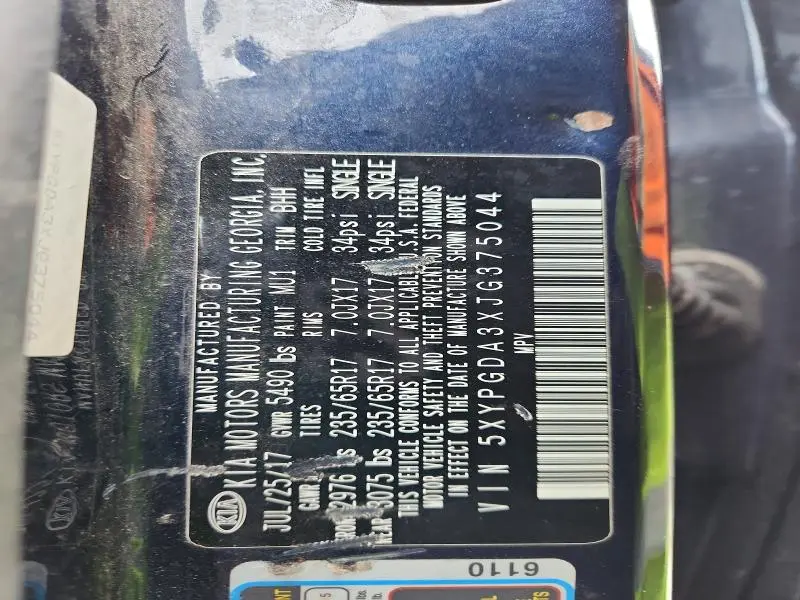 MANUFACTURED BY
KIA KIA MOTORS MANUFACTURING GEORGIA, INC.
JUL/25/17 GVWR 5490 lbs PAINT MU1 TRIM BHH
GAWR TIRES RIMS COLD TIRE INFL
FRONT 2976 lbs 235/65R17 7.0JX17 34psi SINGLE
REAR 3075 lbs 235/65R17 7.0JX17 34psi SINGLE
THIS VEHICLE CONFORMS TO ALL APPLICABLE U.S.A. FEDERAL
MOTOR VEHICLE SAFETY AND THEFT PREVENTION STANDARDS
IN EFFECT ON THE DATE OF MANUFACTURE SHOWN ABOVE
VIN 5XYPGDA3XJG375044
MPV
6110